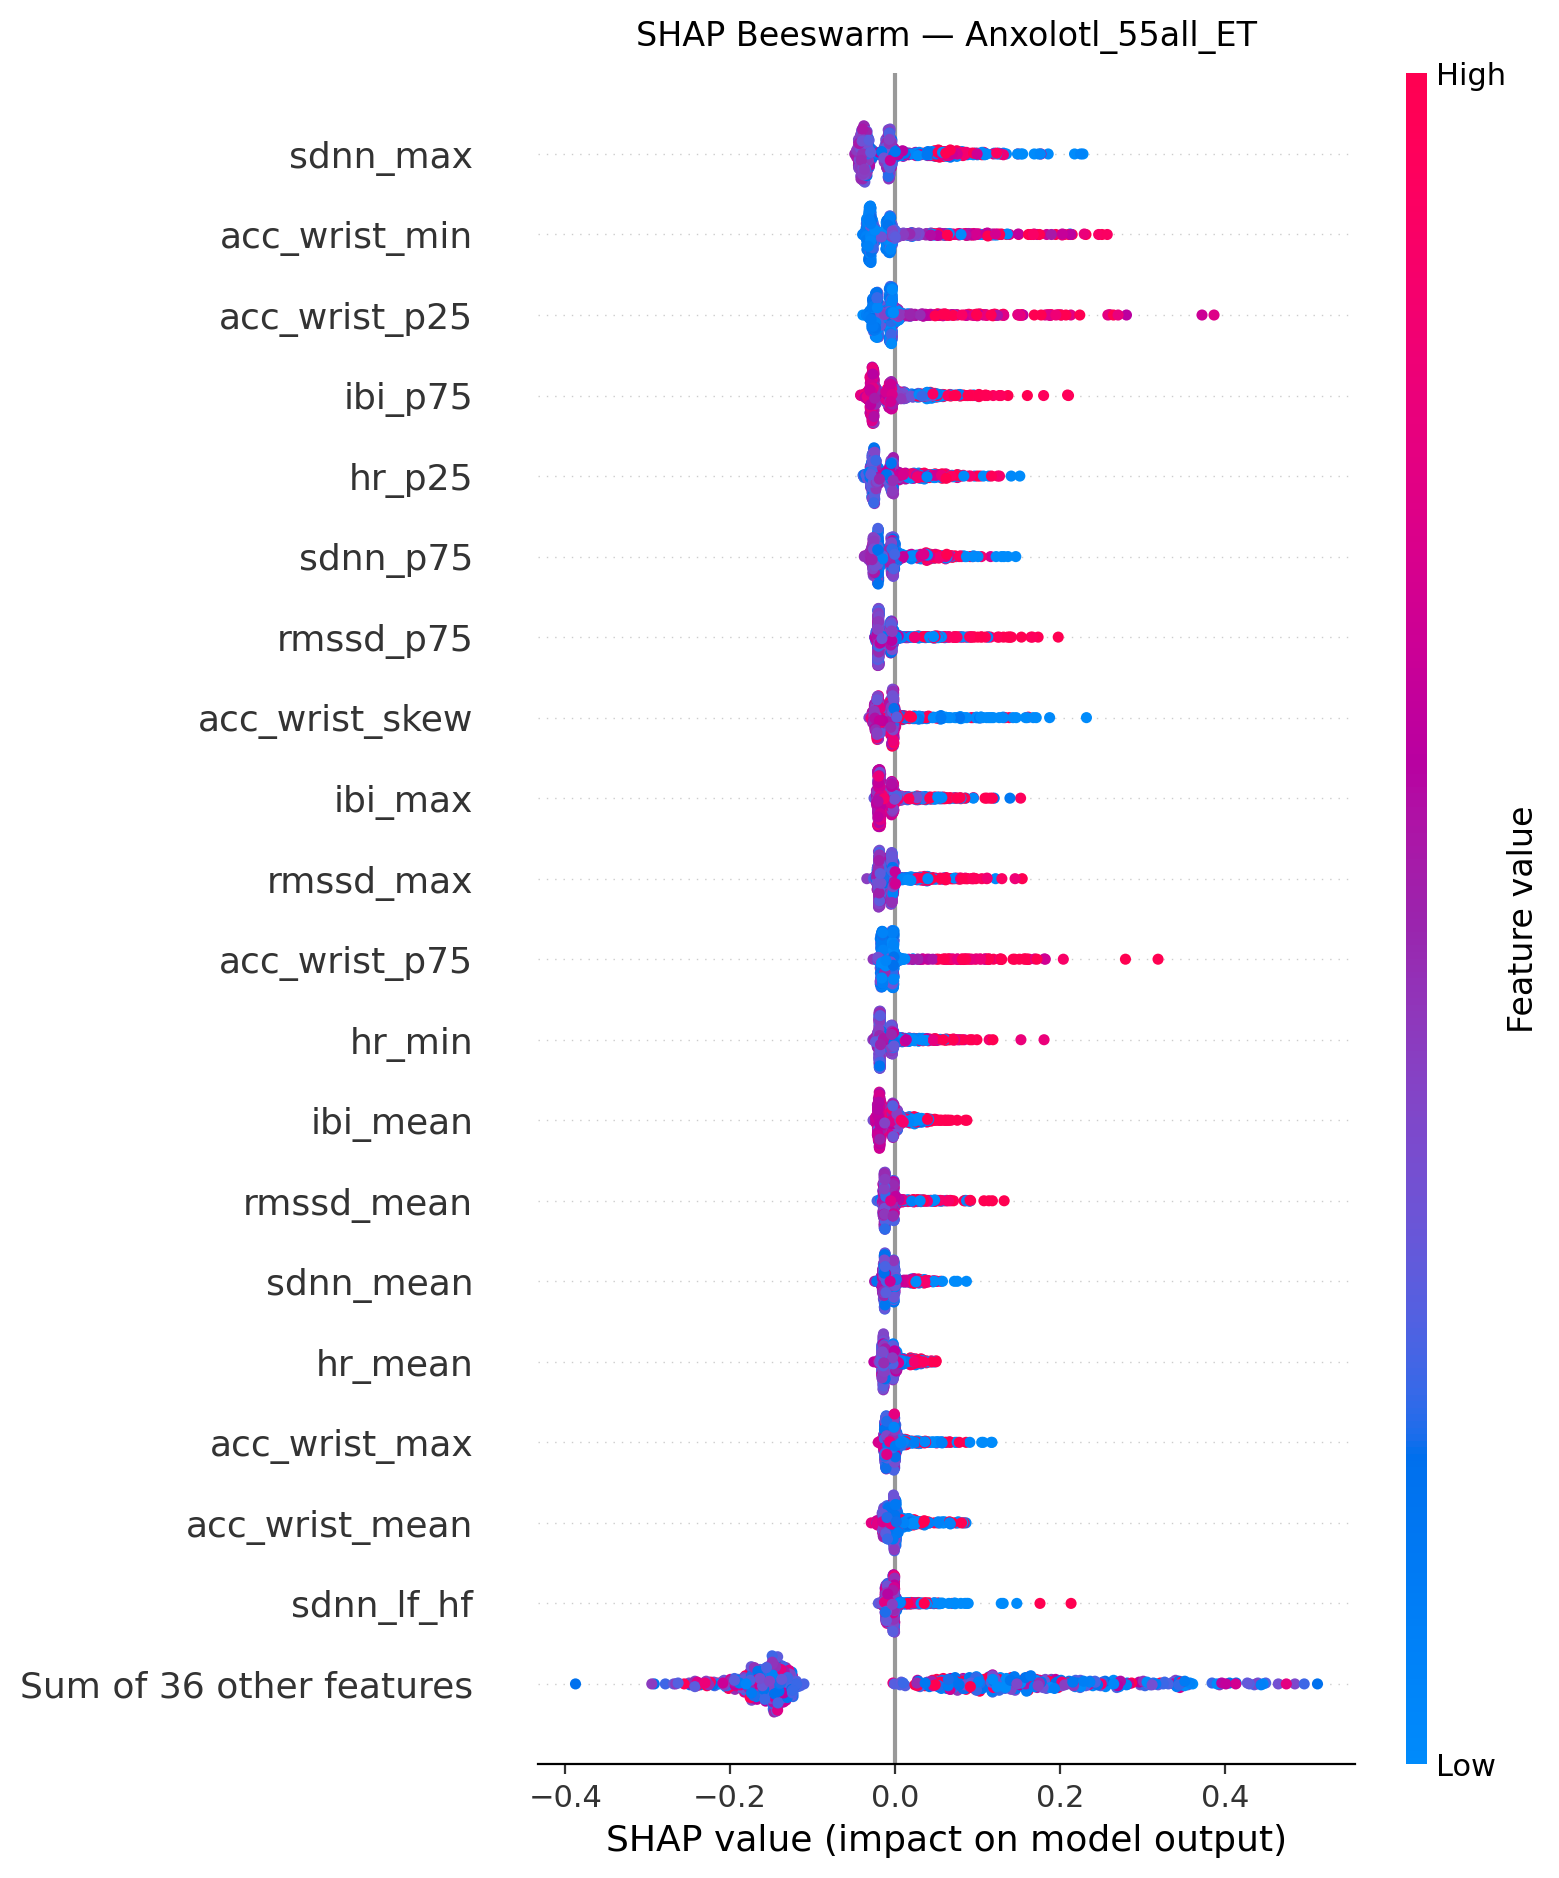 SHAP Beeswarm — Anxolotl_55all_ET
High
sdnn_max
acc_wrist_min
acc_wrist_p25
ibi_p75
hr_p25
sdnn_p75
rmssd_p75
acc_wrist_skew
ibi_max
rmssd_max
acc_wrist_p75
hr_min
ibi_mean
rmssd_mean
sdnn_mean
hr_mean
acc_wrist_max
acc_wrist_mean
sdnn_lf_hf
Sum of 36 other features
Feature value
Low
−0.4 −0.2 0.0 0.2 0.4
SHAP value (impact on model output)